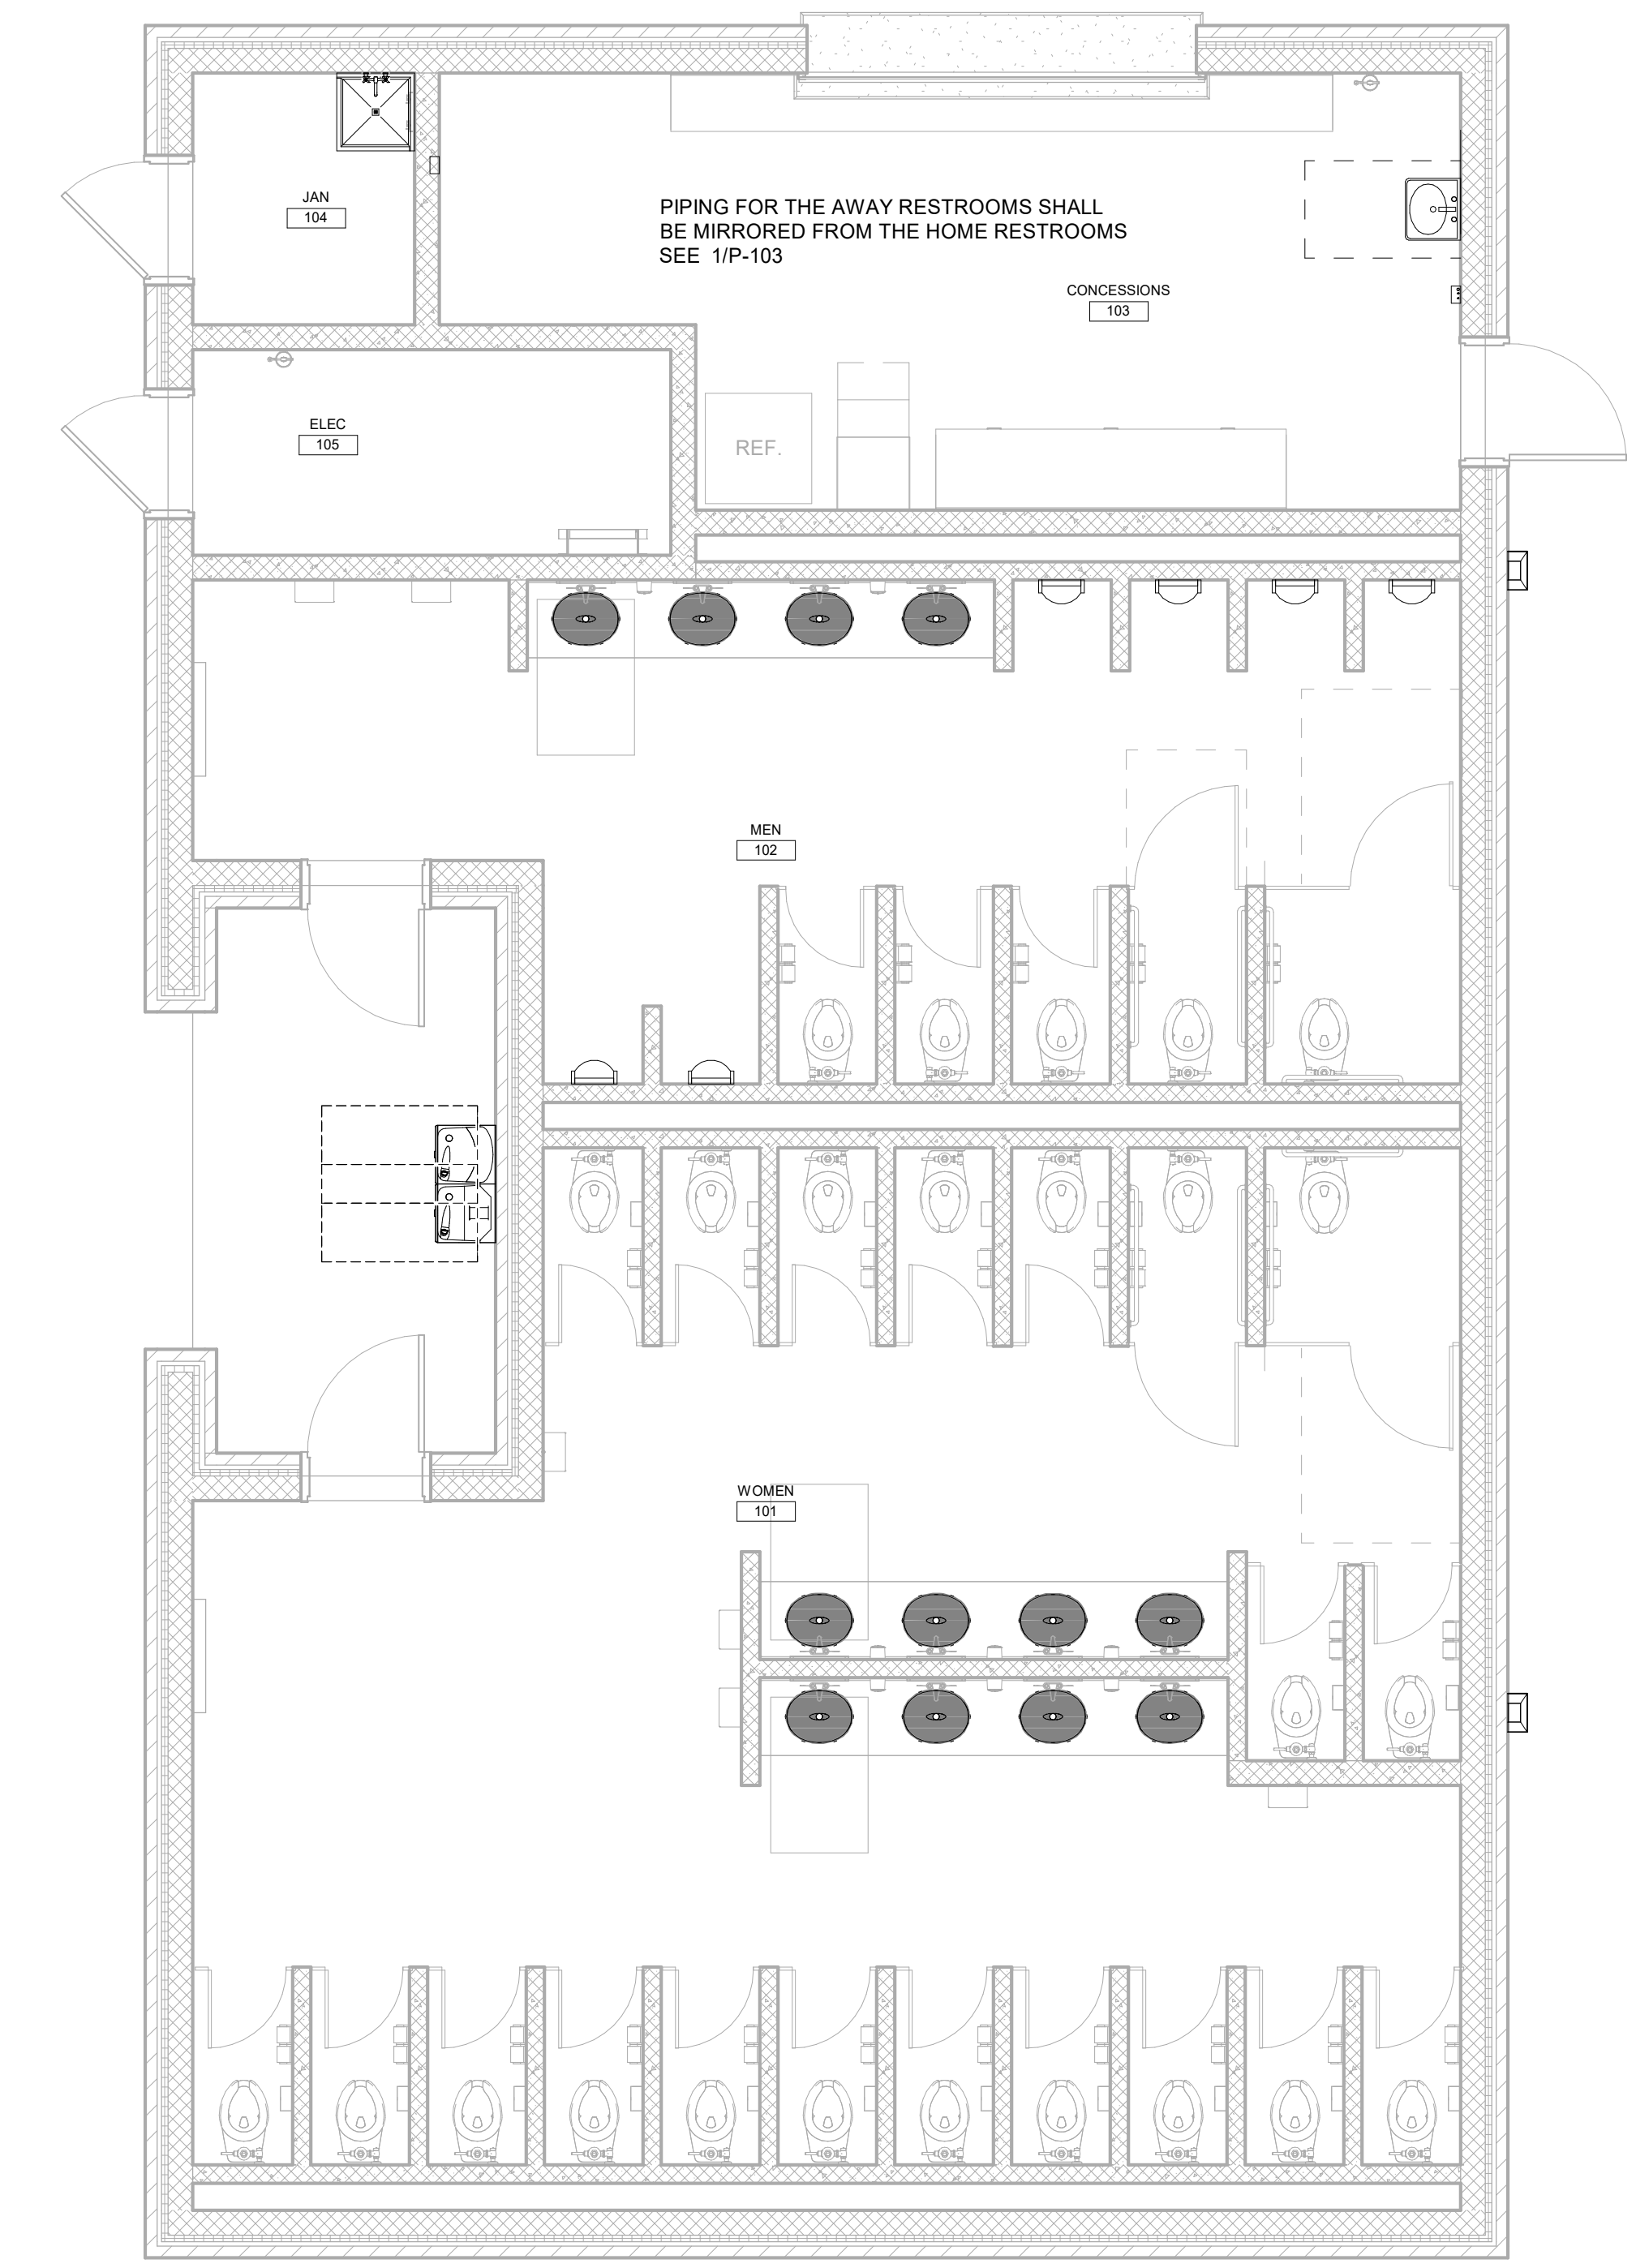 JAN
104
PIPING FOR THE AWAY RESTROOMS SHALL
BE MIRRORED FROM THE HOME RESTROOMS
SEE 1/P-103
CONCESSIONS
103
ELEC
105
REF.
MEN
102
WOMEN
101